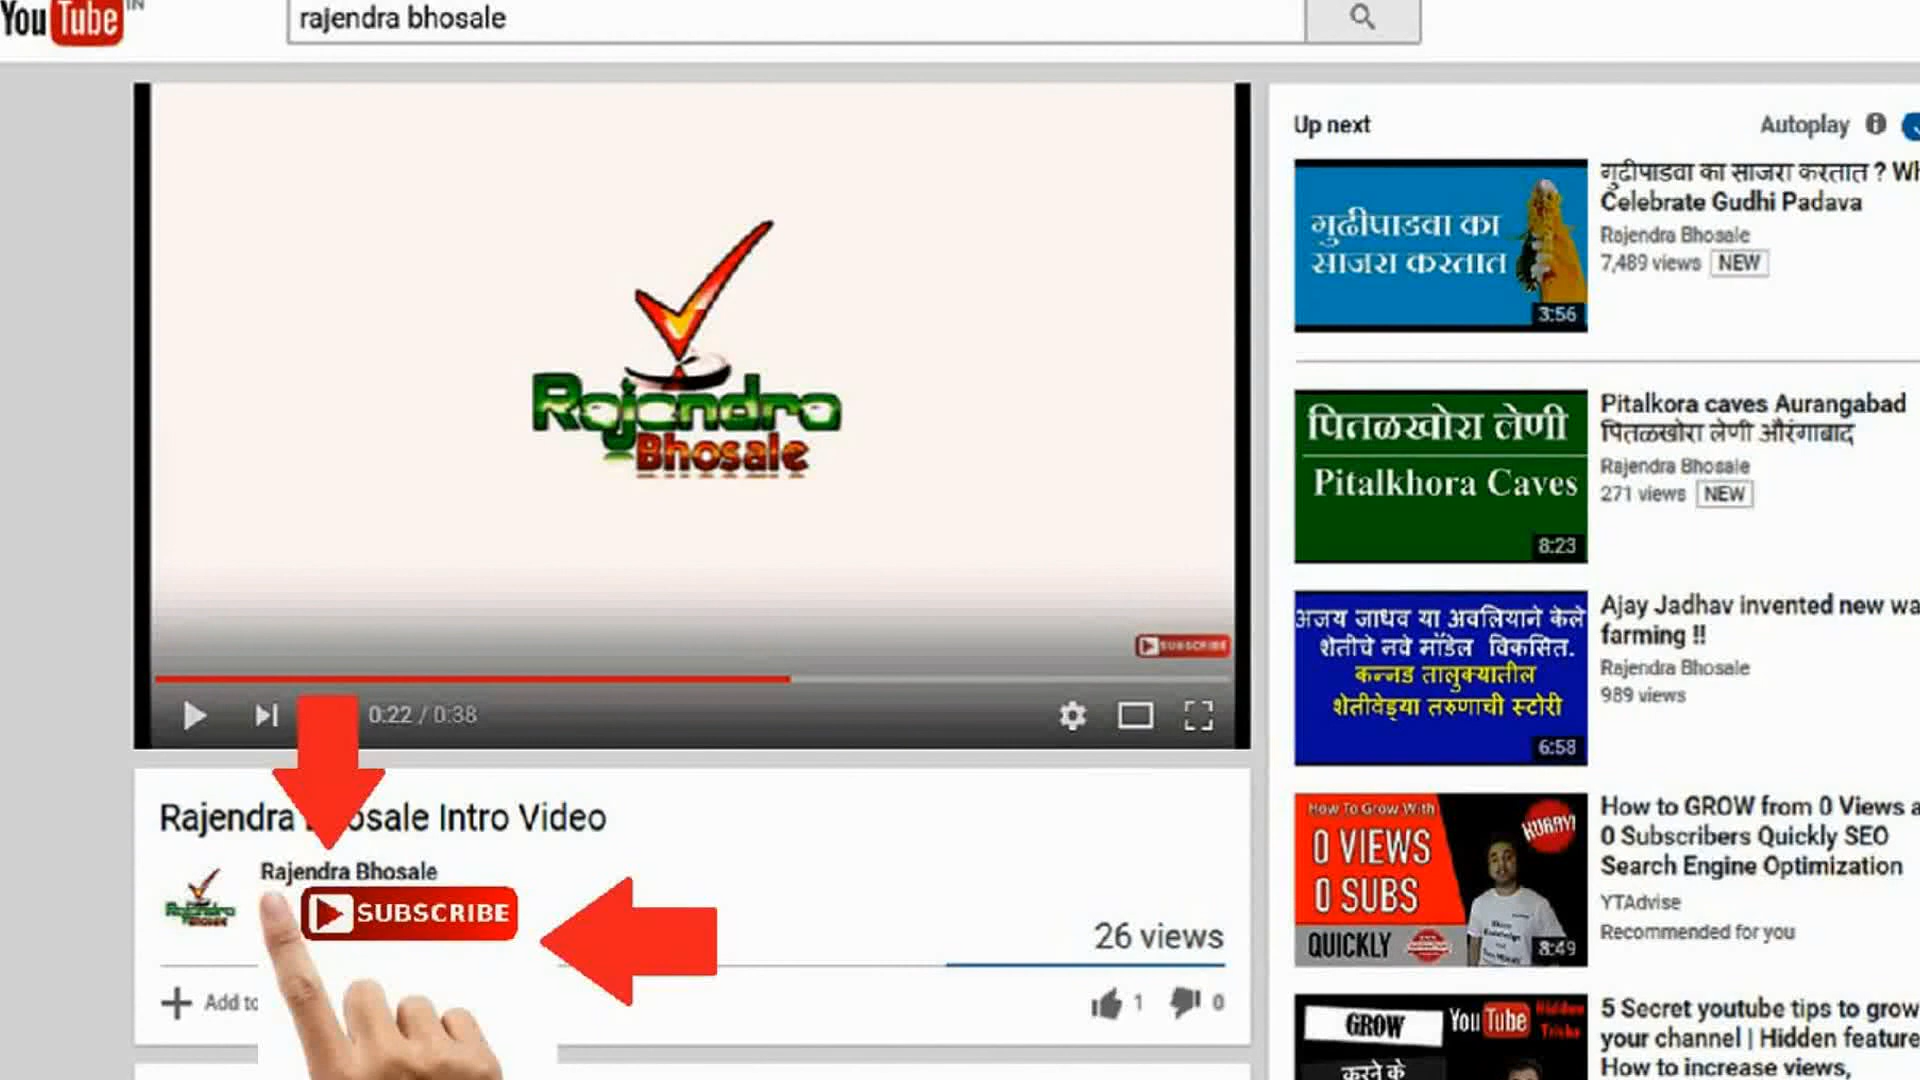 YouTube IN
rajendra bhosale
Rajendra
Bhosale
SUBSCRIBE
0:22 / 0:38
Rajendra Bhosale Intro Video
Rajendra Bhosale
Rajendra
Bhosale
SUBSCRIBE
26 views
Add to
1
0
Up next
Autoplay
गुढीपाडवा का
साजरा करतात
3:56
गुढीपाडवा का साजरा करतात ? Wh
Celebrate Gudhi Padava
Rajendra Bhosale
7,489 views NEW
पितळखोरा लेणी
Pitalkhora Caves
8:23
Pitalkora caves Aurangabad
पितळखोरा लेणी औरंगाबाद
Rajendra Bhosale
271 views NEW
अजय जाधव या अवलियाने केले
शेतीचे नवे मॉडेल विकसित.
कन्नड तालुक्यातील
शेतीवेड्या तरुणाची स्टोरी
6:58
Ajay Jadhav invented new wa
farming !!
Rajendra Bhosale
989 views
How To Grow With
0 VIEWS
0 SUBS
QUICKLY
HURRY!
8:49
How to GROW from 0 Views a
0 Subscribers Quickly SEO
Search Engine Optimization
YTAdvise
Recommended for you
GROW
YouTube
Hidden
Tricks
करने के
5 Secret youtube tips to grow
your channel | Hidden feature
How to increase views,